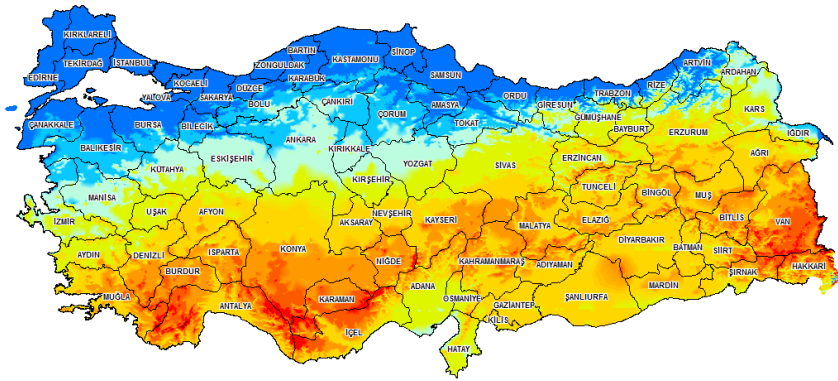 KIRKLARELİ
EDİRNE
TEKİRDAĞ
İSTANBUL
KOCAELİ
YALOVA
SAKARYA
DÜZCE
ZONGULDAK
BARTIN
KARABÜK
KASTAMONU
SİNOP
SAMSUN
ORDU
GİRESUN
TRABZON
RİZE
ARTVİN
ARDAHAN
KARS
ÇANAKKALE
BALIKESİR
BURSA
BİLECİK
BOLU
ÇANKIRI
ÇORUM
AMASYA
TOKAT
GÜMÜŞHANE
BAYBURT
ERZURUM
IĞDIR
AĞRI
KÜTAHYA
ESKİŞEHİR
ANKARA
KIRIKKALE
KIRŞEHİR
YOZGAT
SİVAS
ERZİNCAN
TUNCELİ
BİNGÖL
MUŞ
BİTLİS
VAN
MANİSA
İZMİR
UŞAK
AFYON
AKSARAY
NEVŞEHİR
KAYSERİ
MALATYA
ELAZIĞ
DİYARBAKIR
BATMAN
SİİRT
ŞIRNAK
HAKKARİ
AYDIN
DENİZLİ
ISPARTA
BURDUR
KONYA
NİĞDE
KAHRAMANMARAŞ
ADIYAMAN
MUĞLA
ANTALYA
KARAMAN
İÇEL
ADANA
OSMANİYE
GAZİANTEP
KİLİS
ŞANLIURFA
MARDİN
HATAY